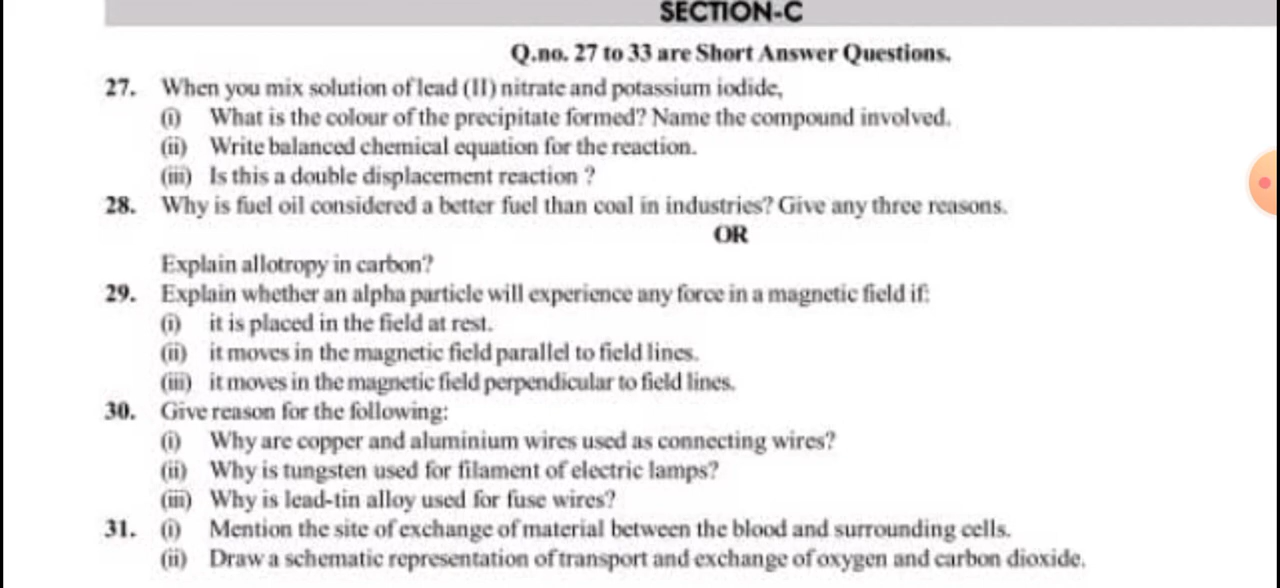 SECTION-C
Q.no. 27 to 33 are Short Answer Questions.
27. When you mix solution of lead (II) nitrate and potassium iodide,
(i) What is the colour of the precipitate formed? Name the compound involved.
(ii) Write balanced chemical equation for the reaction.
(iii) Is this a double displacement reaction ?
28. Why is fuel oil considered a better fuel than coal in industries? Give any three reasons.
OR
Explain allotropy in carbon?
29. Explain whether an alpha particle will experience any force in a magnetic field if:
(i) it is placed in the field at rest.
(ii) it moves in the magnetic field parallel to field lines.
(iii) it moves in the magnetic field perpendicular to field lines.
30. Give reason for the following:
(i) Why are copper and aluminium wires used as connecting wires?
(ii) Why is tungsten used for filament of electric lamps?
(iii) Why is lead-tin alloy used for fuse wires?
31. (i) Mention the site of exchange of material between the blood and surrounding cells.
(ii) Draw a schematic representation of transport and exchange of oxygen and carbon dioxide.